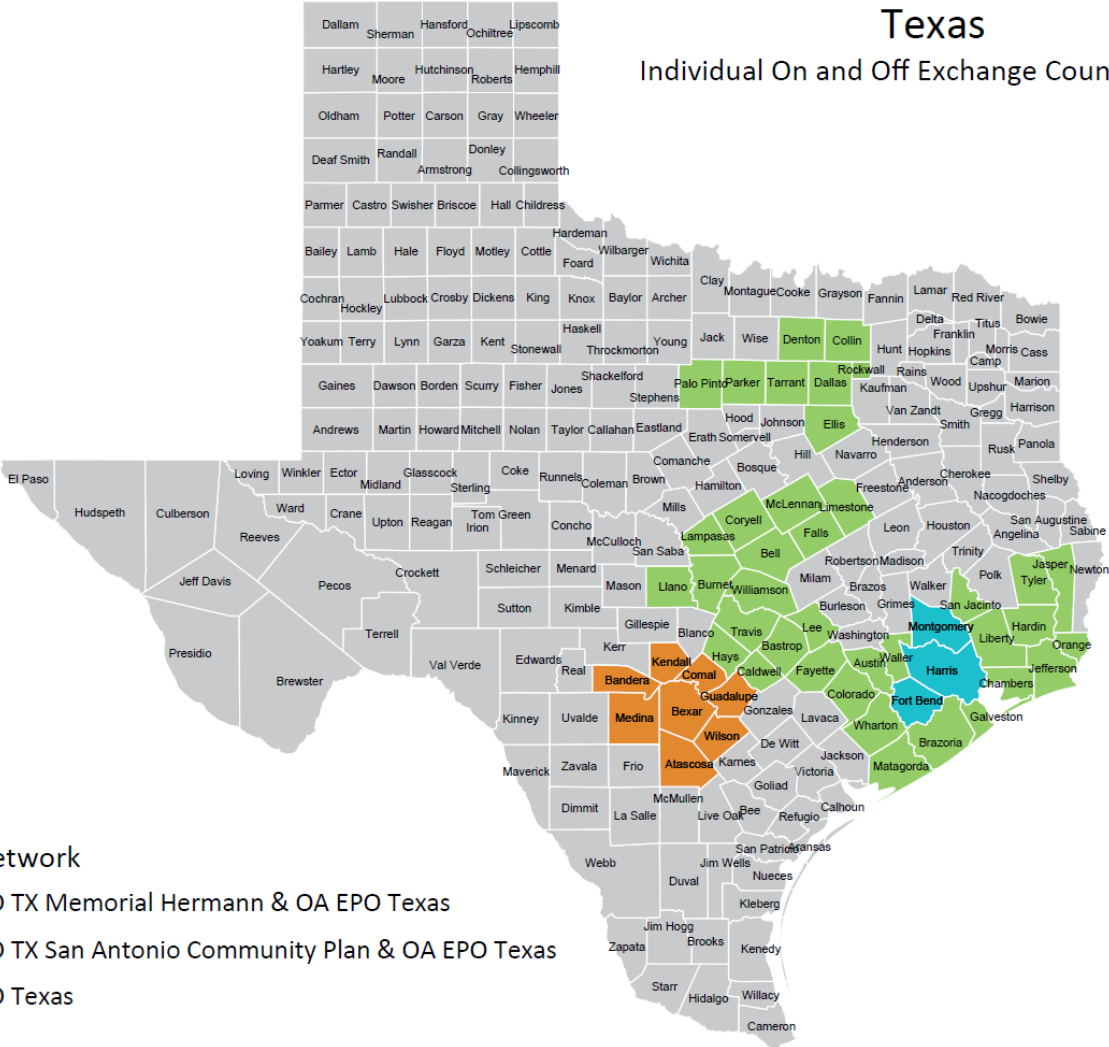 Texas
Individual On and Off Exchange Coun
Dallam Sherman Hansford Ochiltree Lipscomb
Hartley Moore Hutchinson Roberts Hemphill
Oldham Potter Carson Gray Wheeler
Deaf Smith Randall Armstrong Donley Collingsworth
Parmer Castro Swisher Briscoe Hall Childress
Hardeman
Bailey Lamb Hale Floyd Motley Cottle Foard Wilbarger Wichita
Clay Montague Cooke Grayson Fannin Lamar Red River
Cochran Hockley Lubbock Crosby Dickens King Knox Baylor Archer
Delta Titus Bowie
Franklin
Yoakum Terry Lynn Garza Kent Stonewall Haskell Throckmorton Young Jack Wise Denton Collin Hunt Hopkins Morris Cass
Camp
Rockwall Rains
Gaines Dawson Borden Scurry Fisher Jones Shackelford Stephens Palo Pinto Parker Tarrant Dallas Kaufman Wood Upshur Marion
Van Zandt Gregg Harrison
Andrews Martin Howard Mitchell Nolan Taylor Callahan Eastland Erath Somervell Hood Johnson Ellis Smith
Henderson Rusk Panola
Comanche Bosque Hill Navarro
El Paso Hudspeth Culberson Loving Winkler Ector Midland Glasscock Sterling Coke Runnels Coleman Brown Hamilton Freestone Anderson Cherokee Shelby
Nacogdoches
Reeves Ward Crane Upton Reagan Irion Tom Green Concho McCulloch Mills Coryell McLennan Limestone Leon Houston San Augustine Sabine
Angelina
San Saba Lampasas Bell Falls Robertson Madison Trinity
Jeff Davis Pecos Crockett Schleicher Menard Mason Llano Burnet Williamson Milam Brazos Walker Polk Tyler Jasper Newton
Sutton Kimble Burleson Grimes San Jacinto
Gillespie Blanco Travis Lee Washington Montgomery Liberty Hardin
Presidio Brewster Terrell Val Verde Edwards Real Kerr Kendall Comal Hays Bastrop Caldwell Fayette Austin Waller Harris Orange
Jefferson
Bandera Guadalupe Colorado Fort Bend Chambers
Kinney Uvalde Medina Bexar Wilson Gonzales Lavaca Wharton Brazoria Galveston
Maverick Zavala Frio Atascosa Karnes De Witt Jackson Matagorda
Victoria
Goliad
Dimmit La Salle McMullen Live Oak Bee Refugio Calhoun
San Patricio Aransas
Webb Duval Jim Wells Nueces
Kleberg
Zapata Jim Hogg Brooks Kenedy
Starr Hidalgo Willacy
Cameron
etwork
O TX Memorial Hermann & OA EPO Texas
O TX San Antonio Community Plan & OA EPO Texas
O Texas